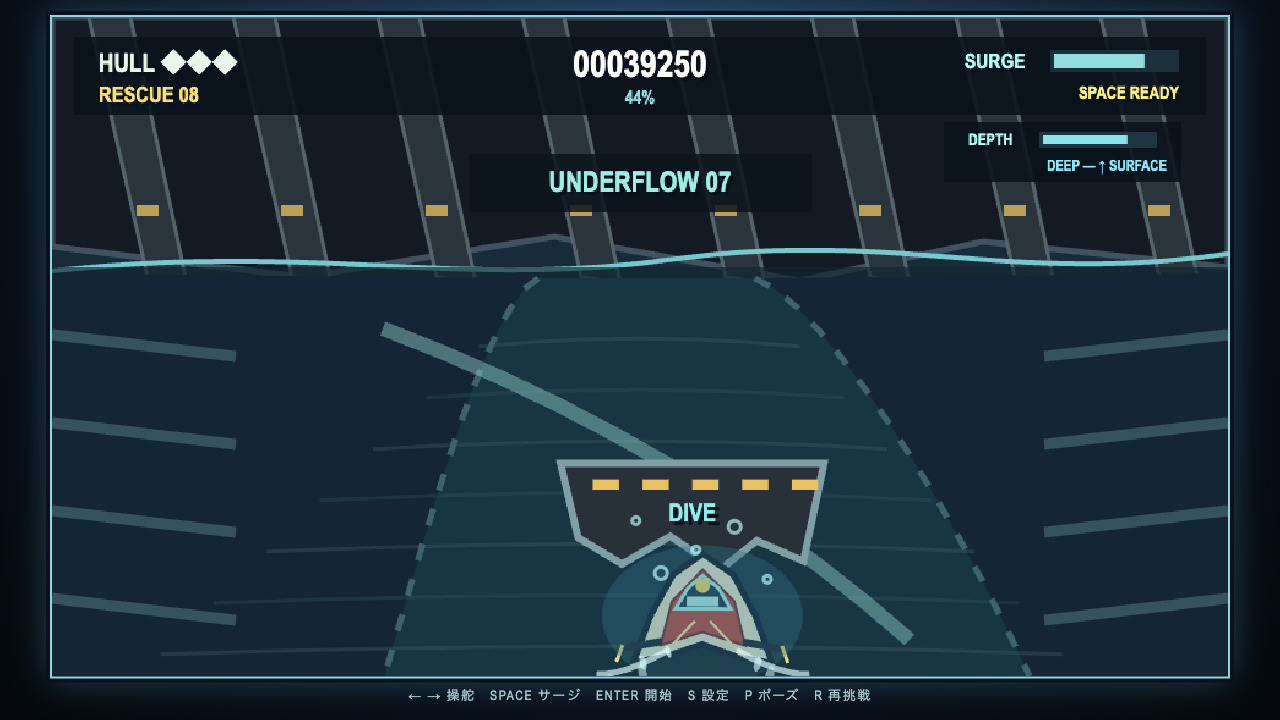 HULL
RESCUE 08
00039250
44%
SURGE
SPACE READY
DEPTH
DEEP — ↑ SURFACE
UNDERFLOW 07
DIVE
← → 操舵 SPACE サージ ENTER 開始 S 設定 P ポーズ R 再挑戦